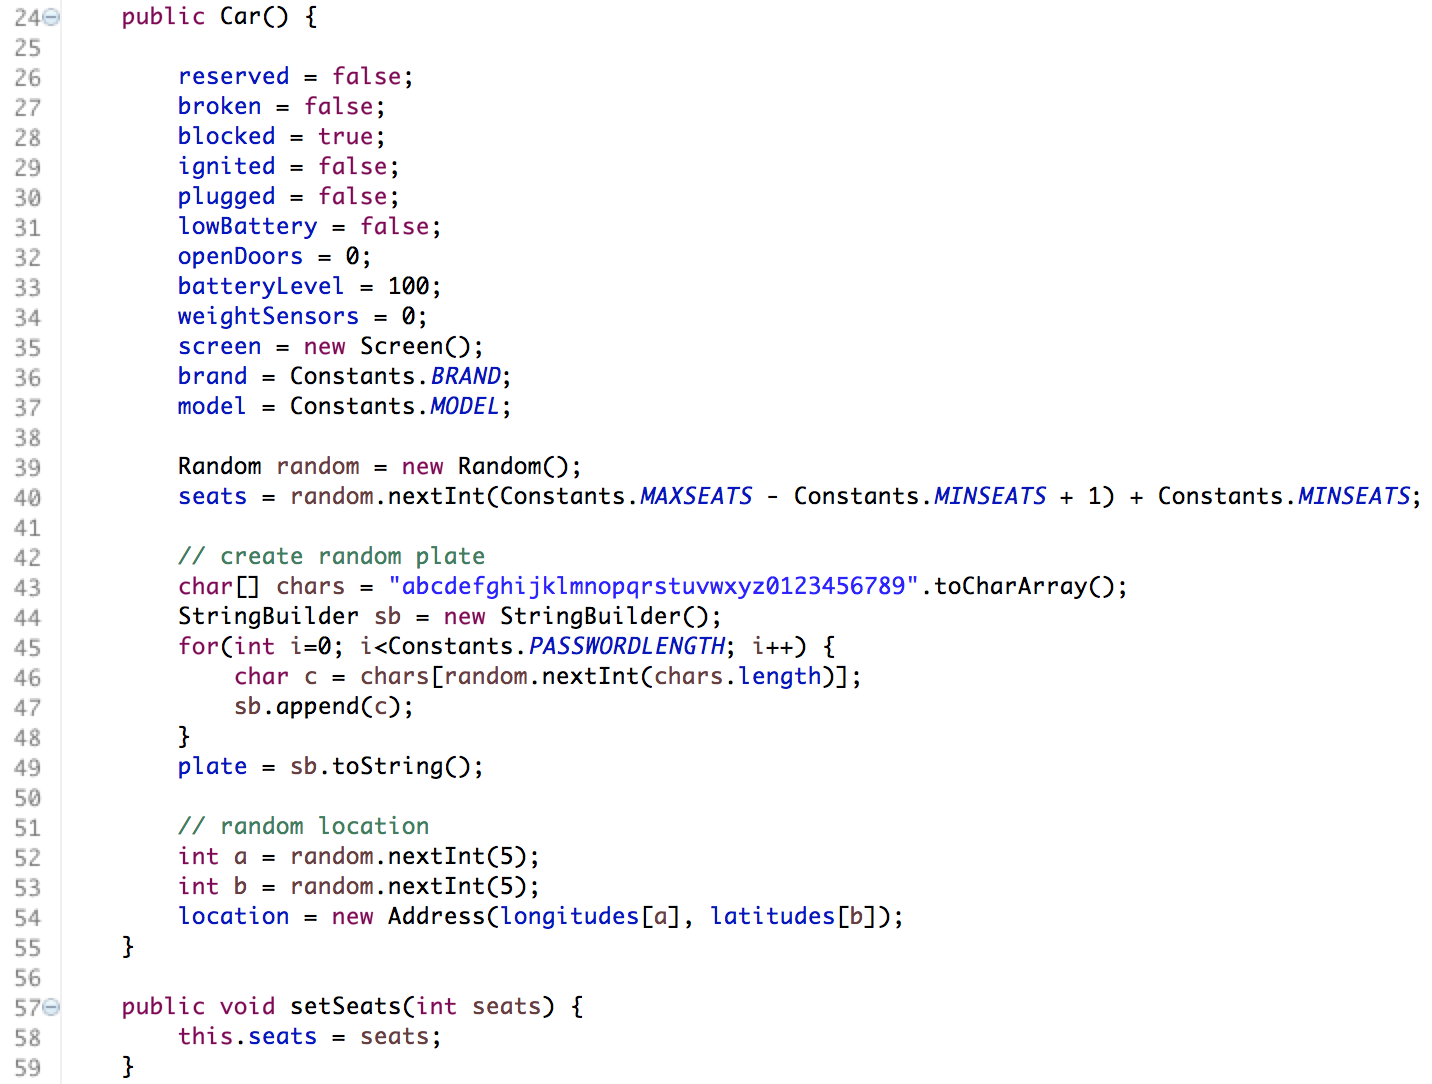 24 public Car() {
25
26 reserved = false;
27 broken = false;
28 blocked = true;
29 ignited = false;
30 plugged = false;
31 lowBattery = false;
32 openDoors = 0;
33 batteryLevel = 100;
34 weightSensors = 0;
35 screen = new Screen();
36 brand = Constants.BRAND;
37 model = Constants.MODEL;
38
39 Random random = new Random();
40 seats = random.nextInt(Constants.MAXSEATS - Constants.MINSEATS + 1) + Constants.MINSEATS;
41
42 // create random plate
43 char[] chars = "abcdefghijklmnopqrstuvwxyz0123456789".toCharArray();
44 StringBuilder sb = new StringBuilder();
45 for(int i=0; i<Constants.PASSWORDLENGTH; i++) {
46 char c = chars[random.nextInt(chars.length)];
47 sb.append(c);
48 }
49 plate = sb.toString();
50
51 // random location
52 int a = random.nextInt(5);
53 int b = random.nextInt(5);
54 location = new Address(longitudes[a], latitudes[b]);
55 }
56
57 public void setSeats(int seats) {
58 this.seats = seats;
59 }